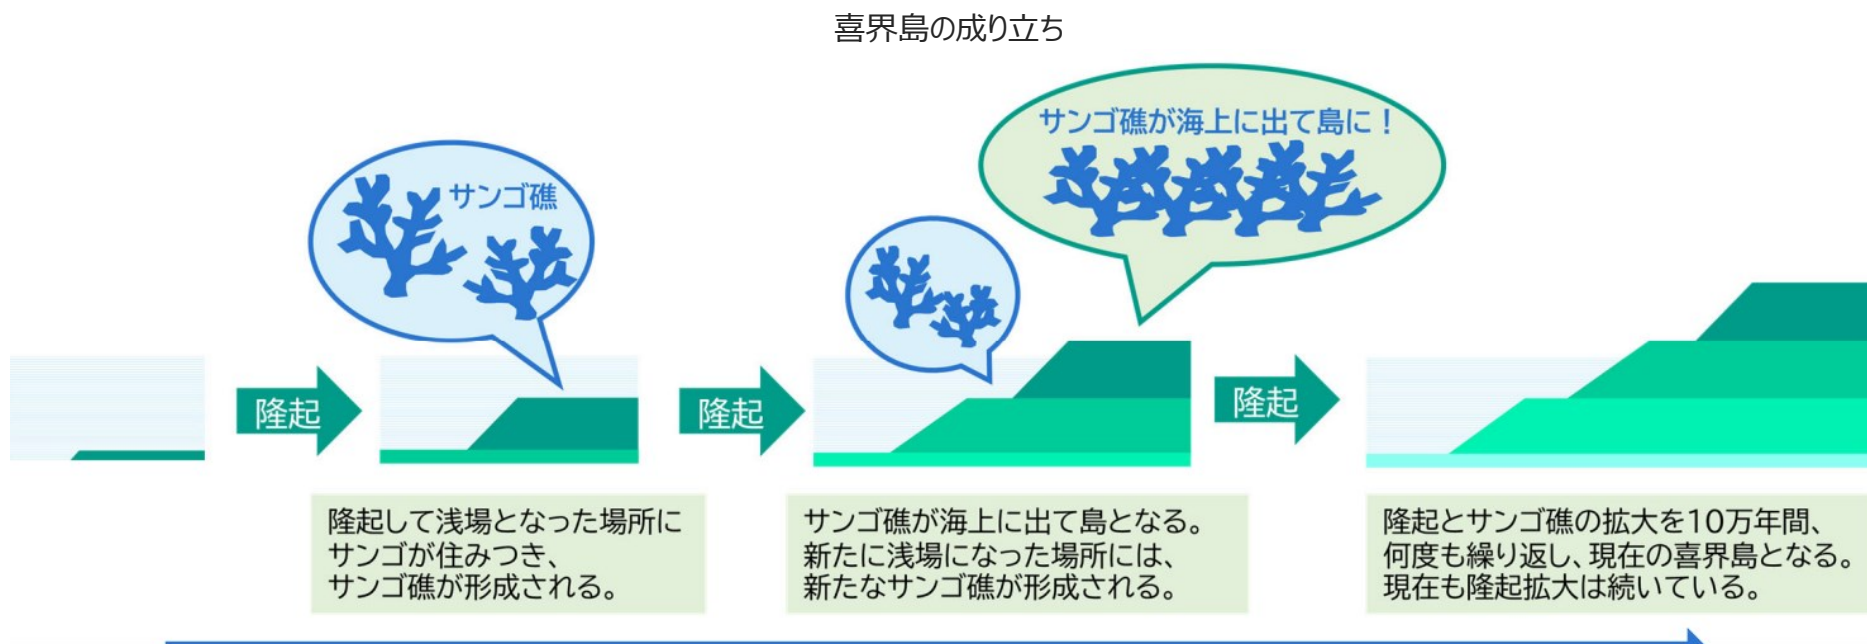 喜界島の成り立ち
サンゴ礁が海上に出て島に！
サンゴ礁
隆起
隆起
隆起
隆起して浅場となった場所に
サンゴが住みつき、
サンゴ礁が形成される。
サンゴ礁が海上に出て島となる。
新たに浅場になった場所には、
新たなサンゴ礁が形成される。
隆起とサンゴ礁の拡大を10万年間、
何度も繰り返し、現在の喜界島となる。
現在も隆起拡大は続いている。